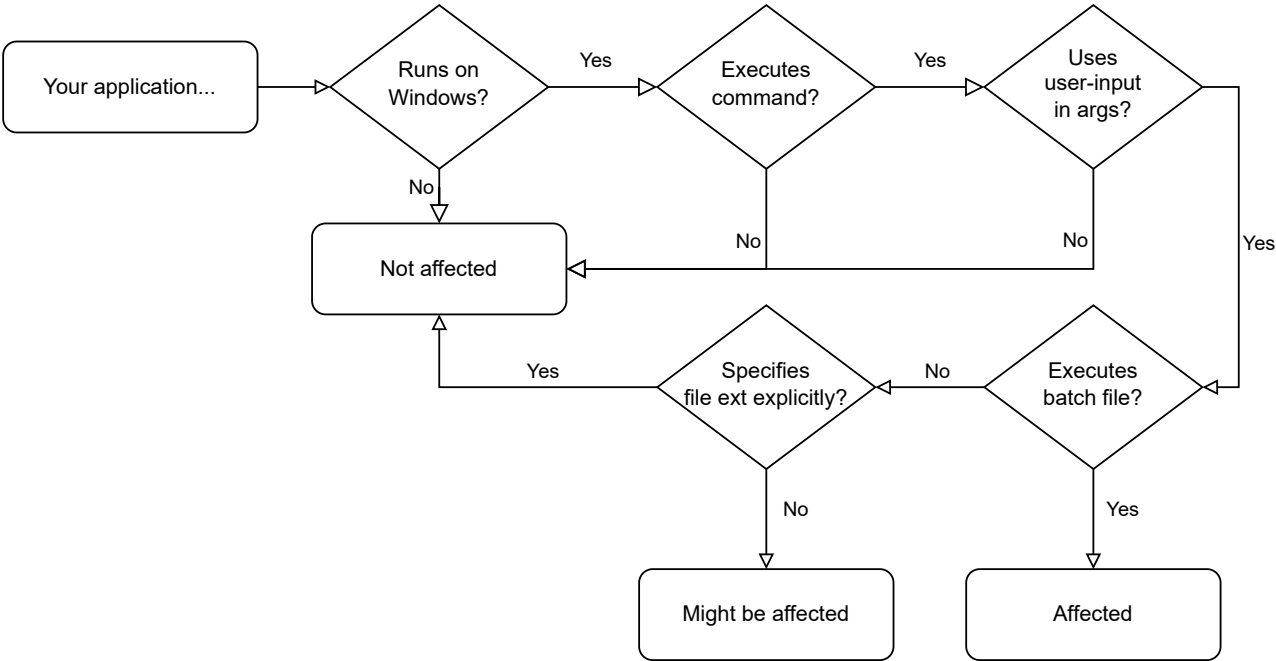 Your application...
Runs on
Windows?
Yes
Executes
command?
Yes
Uses
user-input
in args?
No
No
No
Yes
Not affected
Yes
Specifies
file ext explicitly?
No
Executes
batch file?
No
Yes
Might be affected
Affected